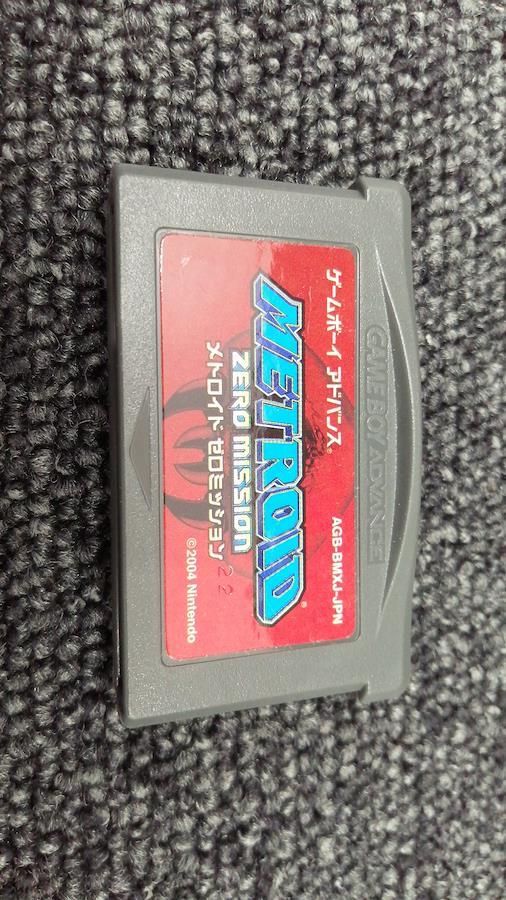 GAME BOY ADVANCE
ゲームボーイ アドバンス®
AGB-BMXJ-JPN
METROID®
ZERO MISSION
メトロイド ゼロミッション
22
©2004 Nintendo